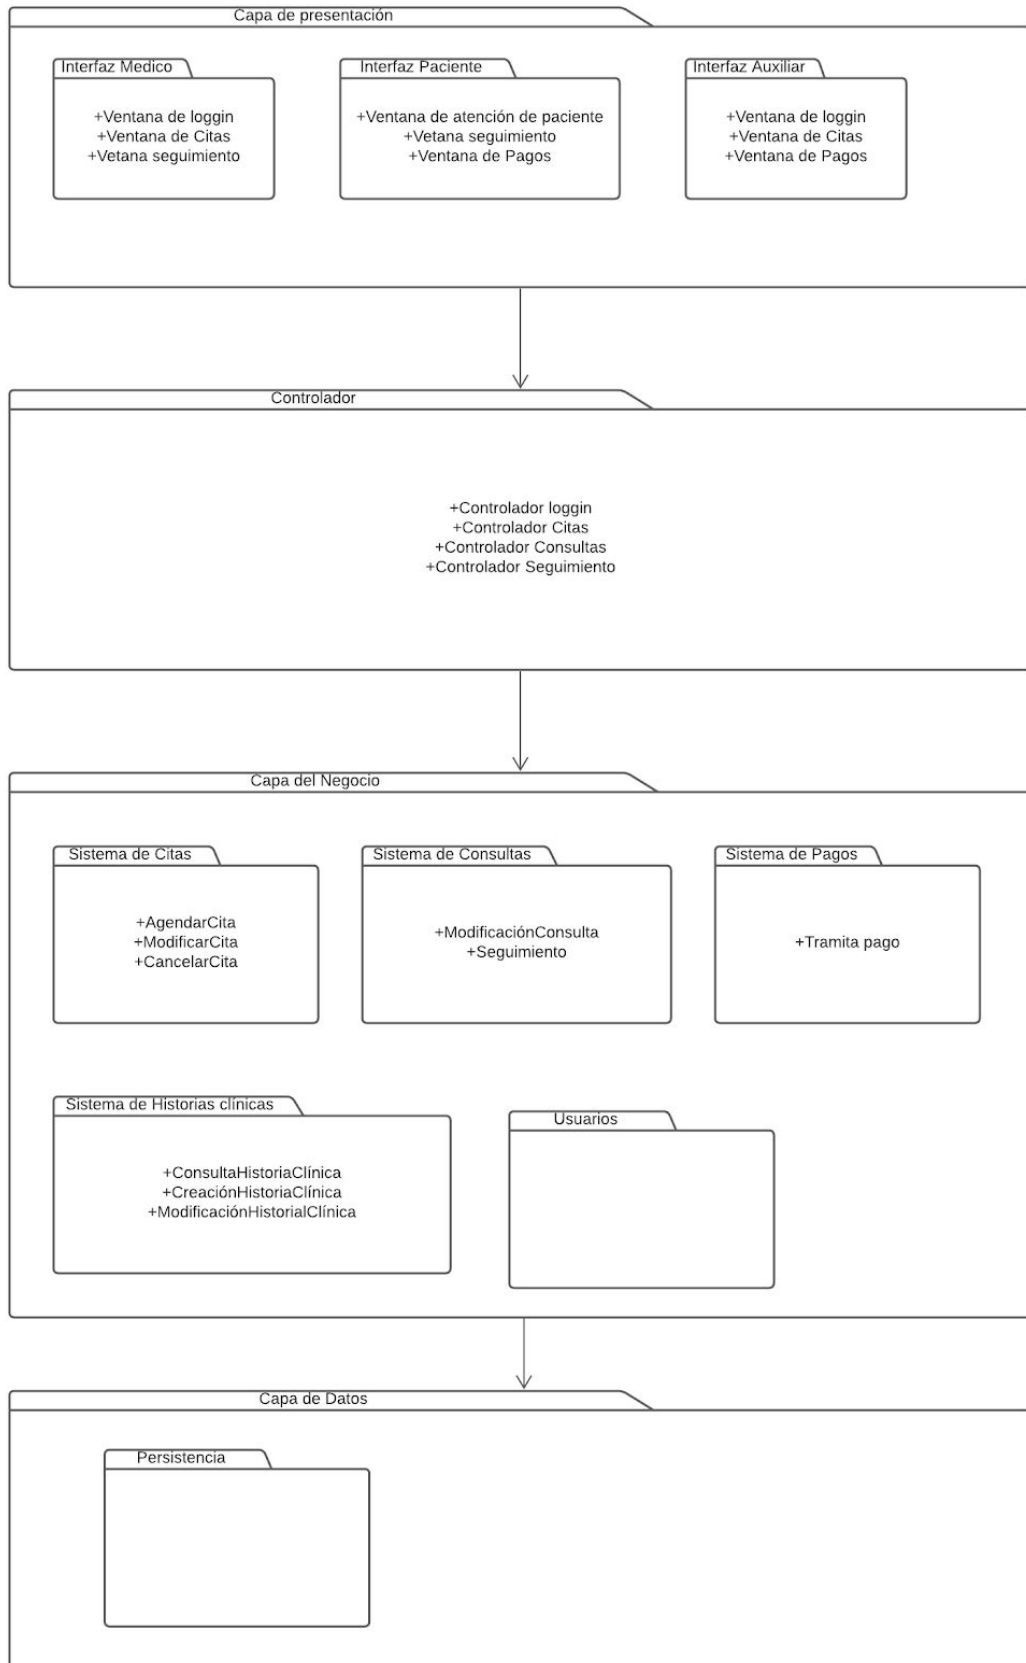 Capa de presentación
Interfaz Medico
+Ventana de loggin
+Ventana de Citas
+Vetana seguimiento
Interfaz Paciente
+Ventana de atención de paciente
+Vetana seguimiento
+Ventana de Pagos
Interfaz Auxiliar
+Ventana de loggin
+Ventana de Citas
+Ventana de Pagos
Controlador
+Controlador loggin
+Controlador Citas
+Controlador Consultas
+Controlador Seguimiento
Capa del Negocio
Sistema de Citas
+AgendarCita
+ModificarCita
+CancelarCita
Sistema de Consultas
+ModificaciónConsulta
+Seguimiento
Sistema de Pagos
+Tramita pago
Sistema de Historias clínicas
+ConsultaHistoriaClínica
+CreaciónHistoriaClínica
+ModificaciónHistorialClínica
Usuarios
Capa de Datos
Persistencia